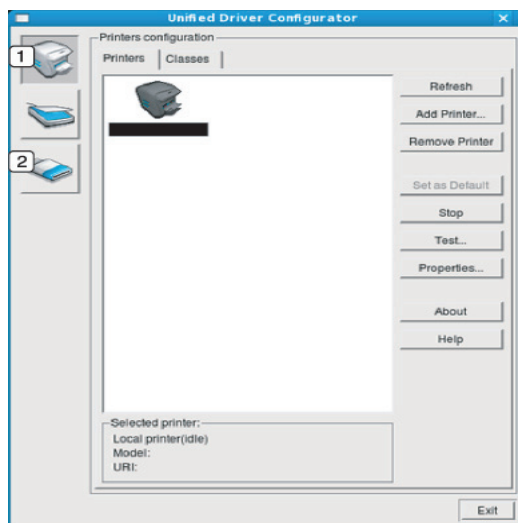 Unified Driver Configurator
1
2
Printers configuration
Printers
Classes
Refresh
Add Printer...
Remove Printer
Set as Default
Stop
Test...
Properties...
About
Help
Selected printer:
Local printer(idle)
Model:
URI:
Exit